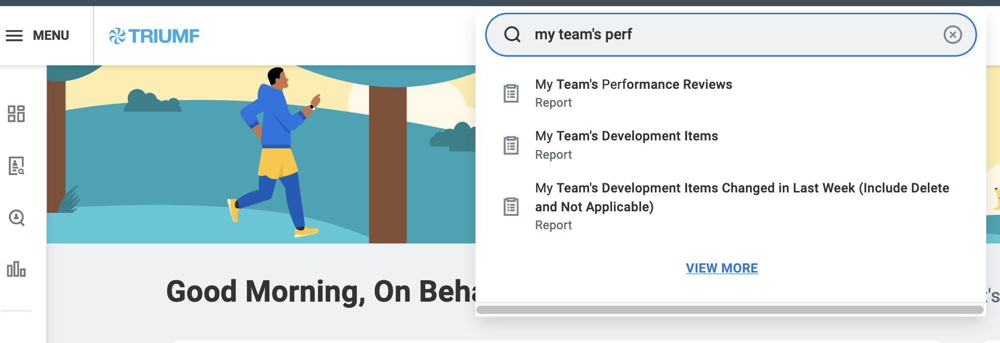 MENU
TRIUMF
my team's perf
My Team's Performance Reviews
Report
My Team's Development Items
Report
My Team's Development Items Changed in Last Week (Include Delete
and Not Applicable)
Report
VIEW MORE
Good Morning, On Beha